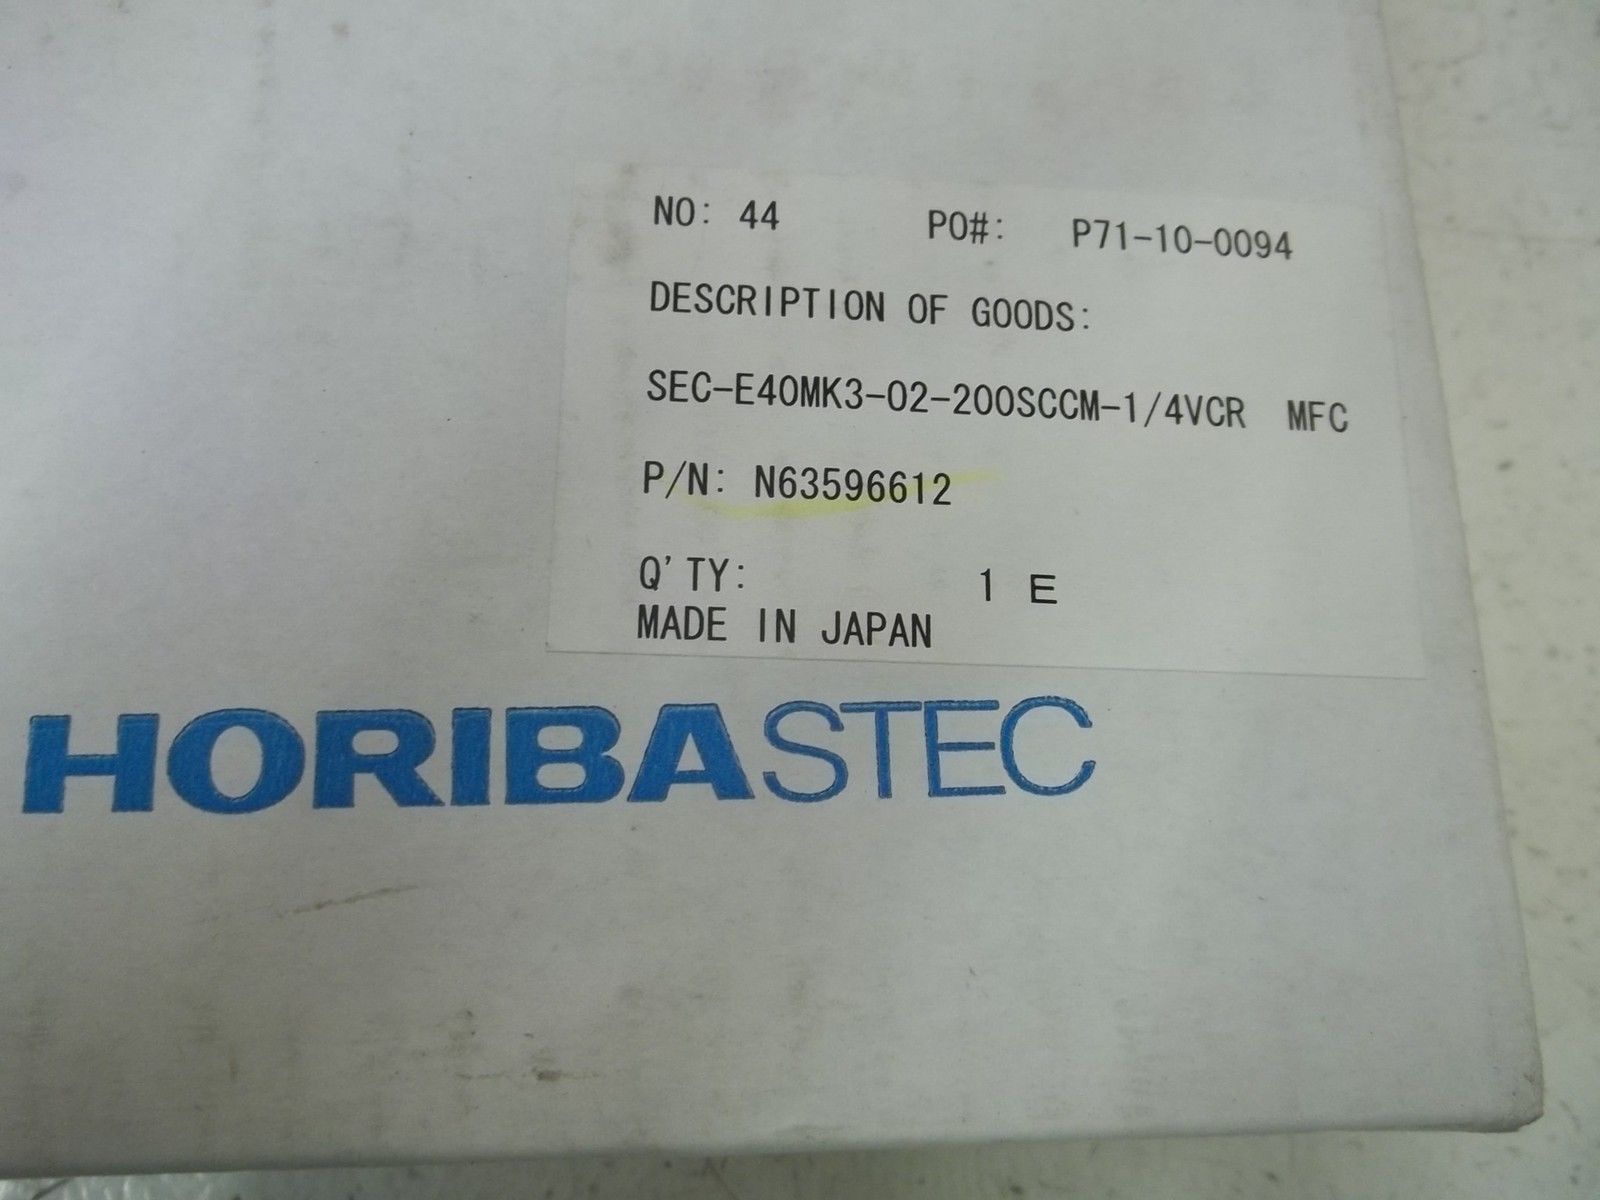 NO: 44 PO#: P71-10-0094
DESCRIPTION OF GOODS:
SEC-E40MK3-02-200SCCM-1/4VCR MFC
P/N: N63596612
Q'TY: 1 E
MADE IN JAPAN
HORIBASTEC